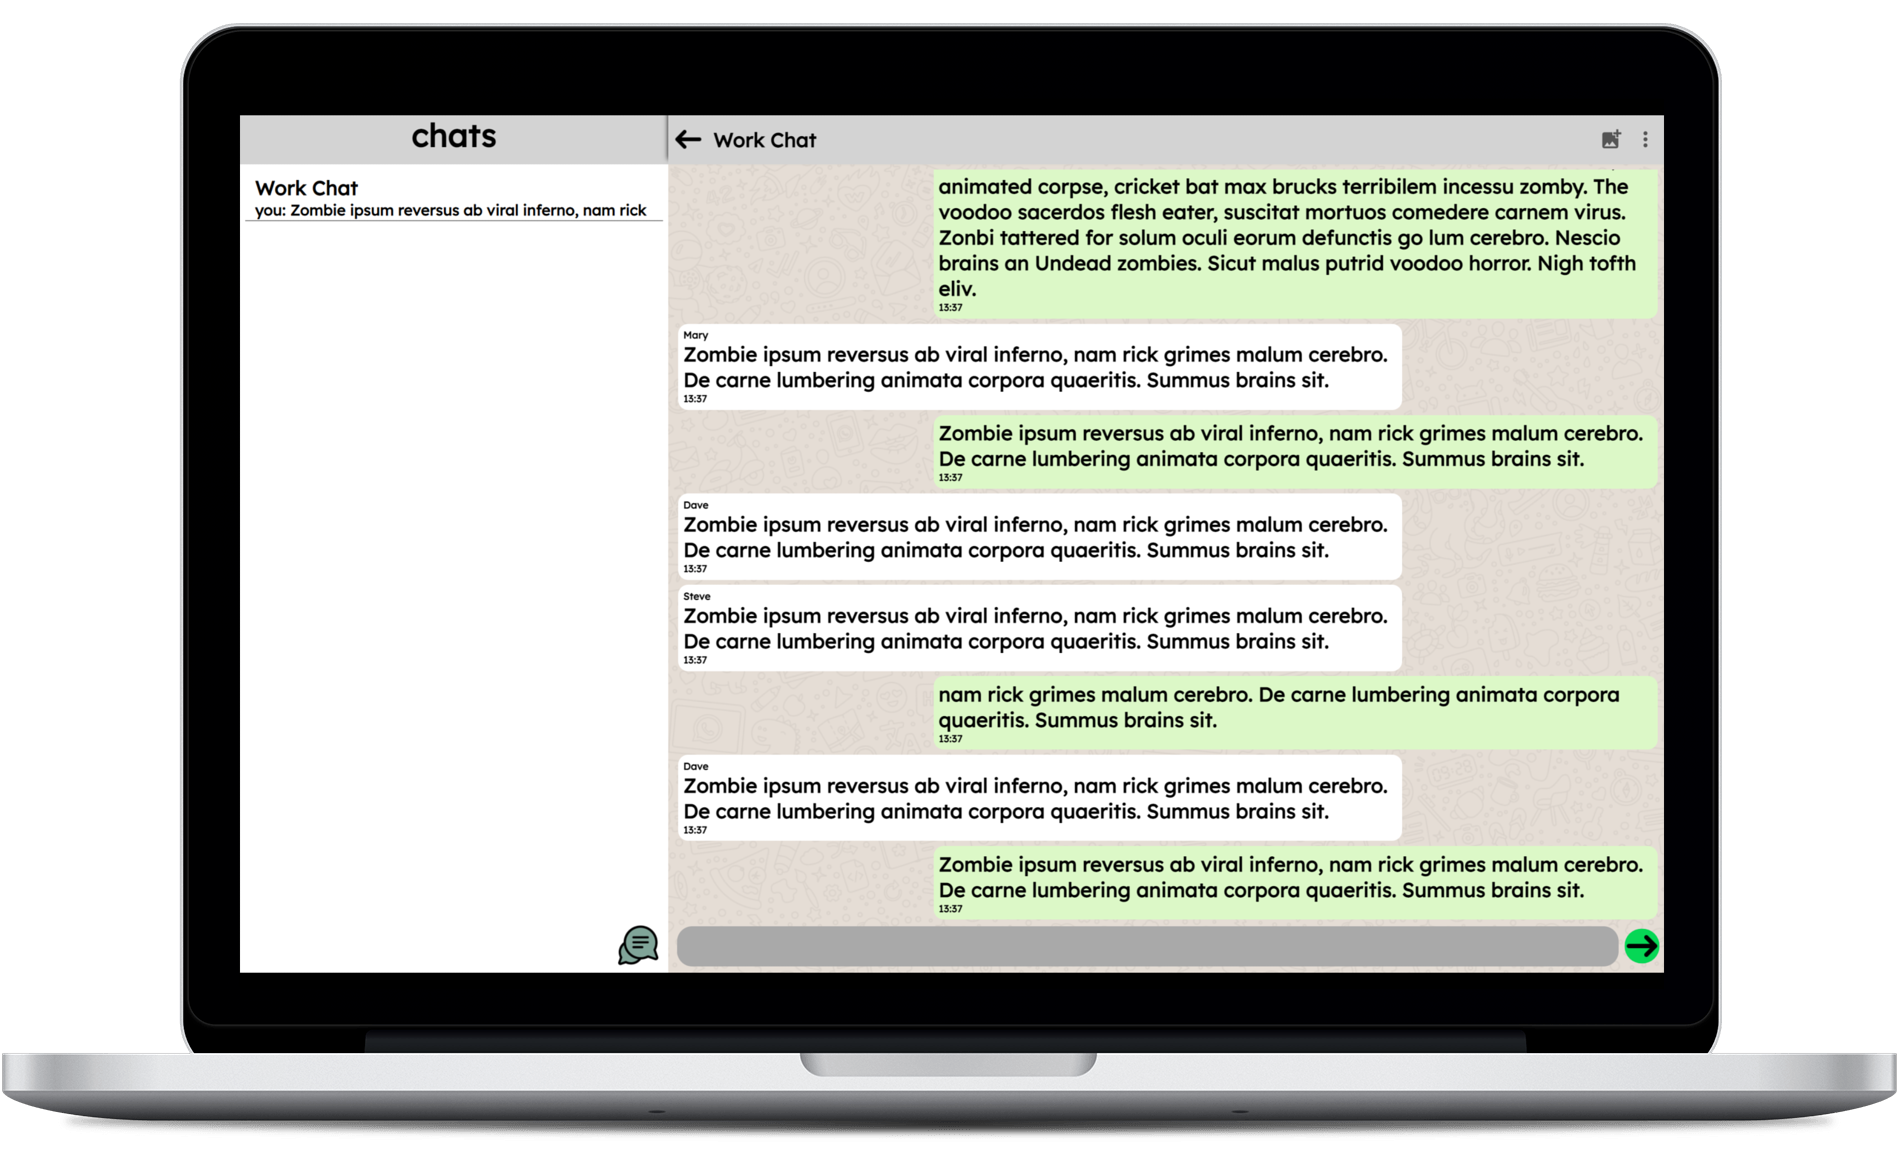 chats
Work Chat
you: Zombie ipsum reversus ab viral inferno, nam rick
Work Chat
animated corpse, cricket bat max brucks terribilem incessu zomby. The
voodoo sacerdos flesh eater, suscitat mortuos comedere carnem virus.
Zonbi tattered for solum oculi eorum defunctis go lum cerebro. Nescio
brains an Undead zombies. Sicut malus putrid voodoo horror. Nigh tofth
eliv.
13:37
Mary
Zombie ipsum reversus ab viral inferno, nam rick grimes malum cerebro.
De carne lumbering animata corpora quaeritis. Summus brains sit.
13:37
Zombie ipsum reversus ab viral inferno, nam rick grimes malum cerebro.
De carne lumbering animata corpora quaeritis. Summus brains sit.
13:37
Dave
Zombie ipsum reversus ab viral inferno, nam rick grimes malum cerebro.
De carne lumbering animata corpora quaeritis. Summus brains sit.
13:37
Steve
Zombie ipsum reversus ab viral inferno, nam rick grimes malum cerebro.
De carne lumbering animata corpora quaeritis. Summus brains sit.
13:37
nam rick grimes malum cerebro. De carne lumbering animata corpora
quaeritis. Summus brains sit.
13:37
Dave
Zombie ipsum reversus ab viral inferno, nam rick grimes malum cerebro.
De carne lumbering animata corpora quaeritis. Summus brains sit.
13:37
Zombie ipsum reversus ab viral inferno, nam rick grimes malum cerebro.
De carne lumbering animata corpora quaeritis. Summus brains sit.
13:37